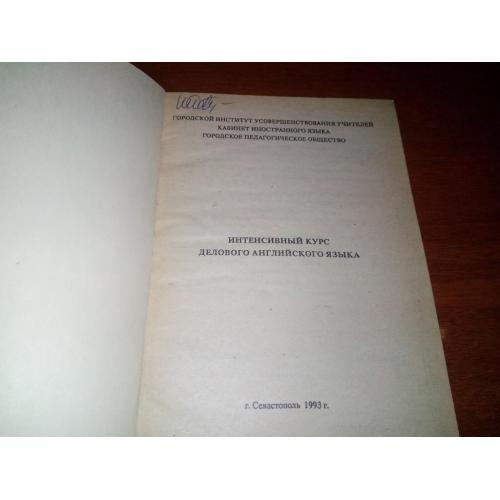 ГОРОДСКОЙ ИНСТИТУТ УСОВЕРШЕНСТВОВАНИЯ УЧИТЕЛЕЙ
КАБИНЕТ ИНОСТРАННОГО ЯЗЫКА
ГОРОДСКОЕ ПЕДАГОГИЧЕСКОЕ ОБЩЕСТВО
ИНТЕНСИВНЫЙ КУРС
ДЕЛОВОГО АНГЛИЙСКОГО ЯЗЫКА
г. Севастополь 1993 г.